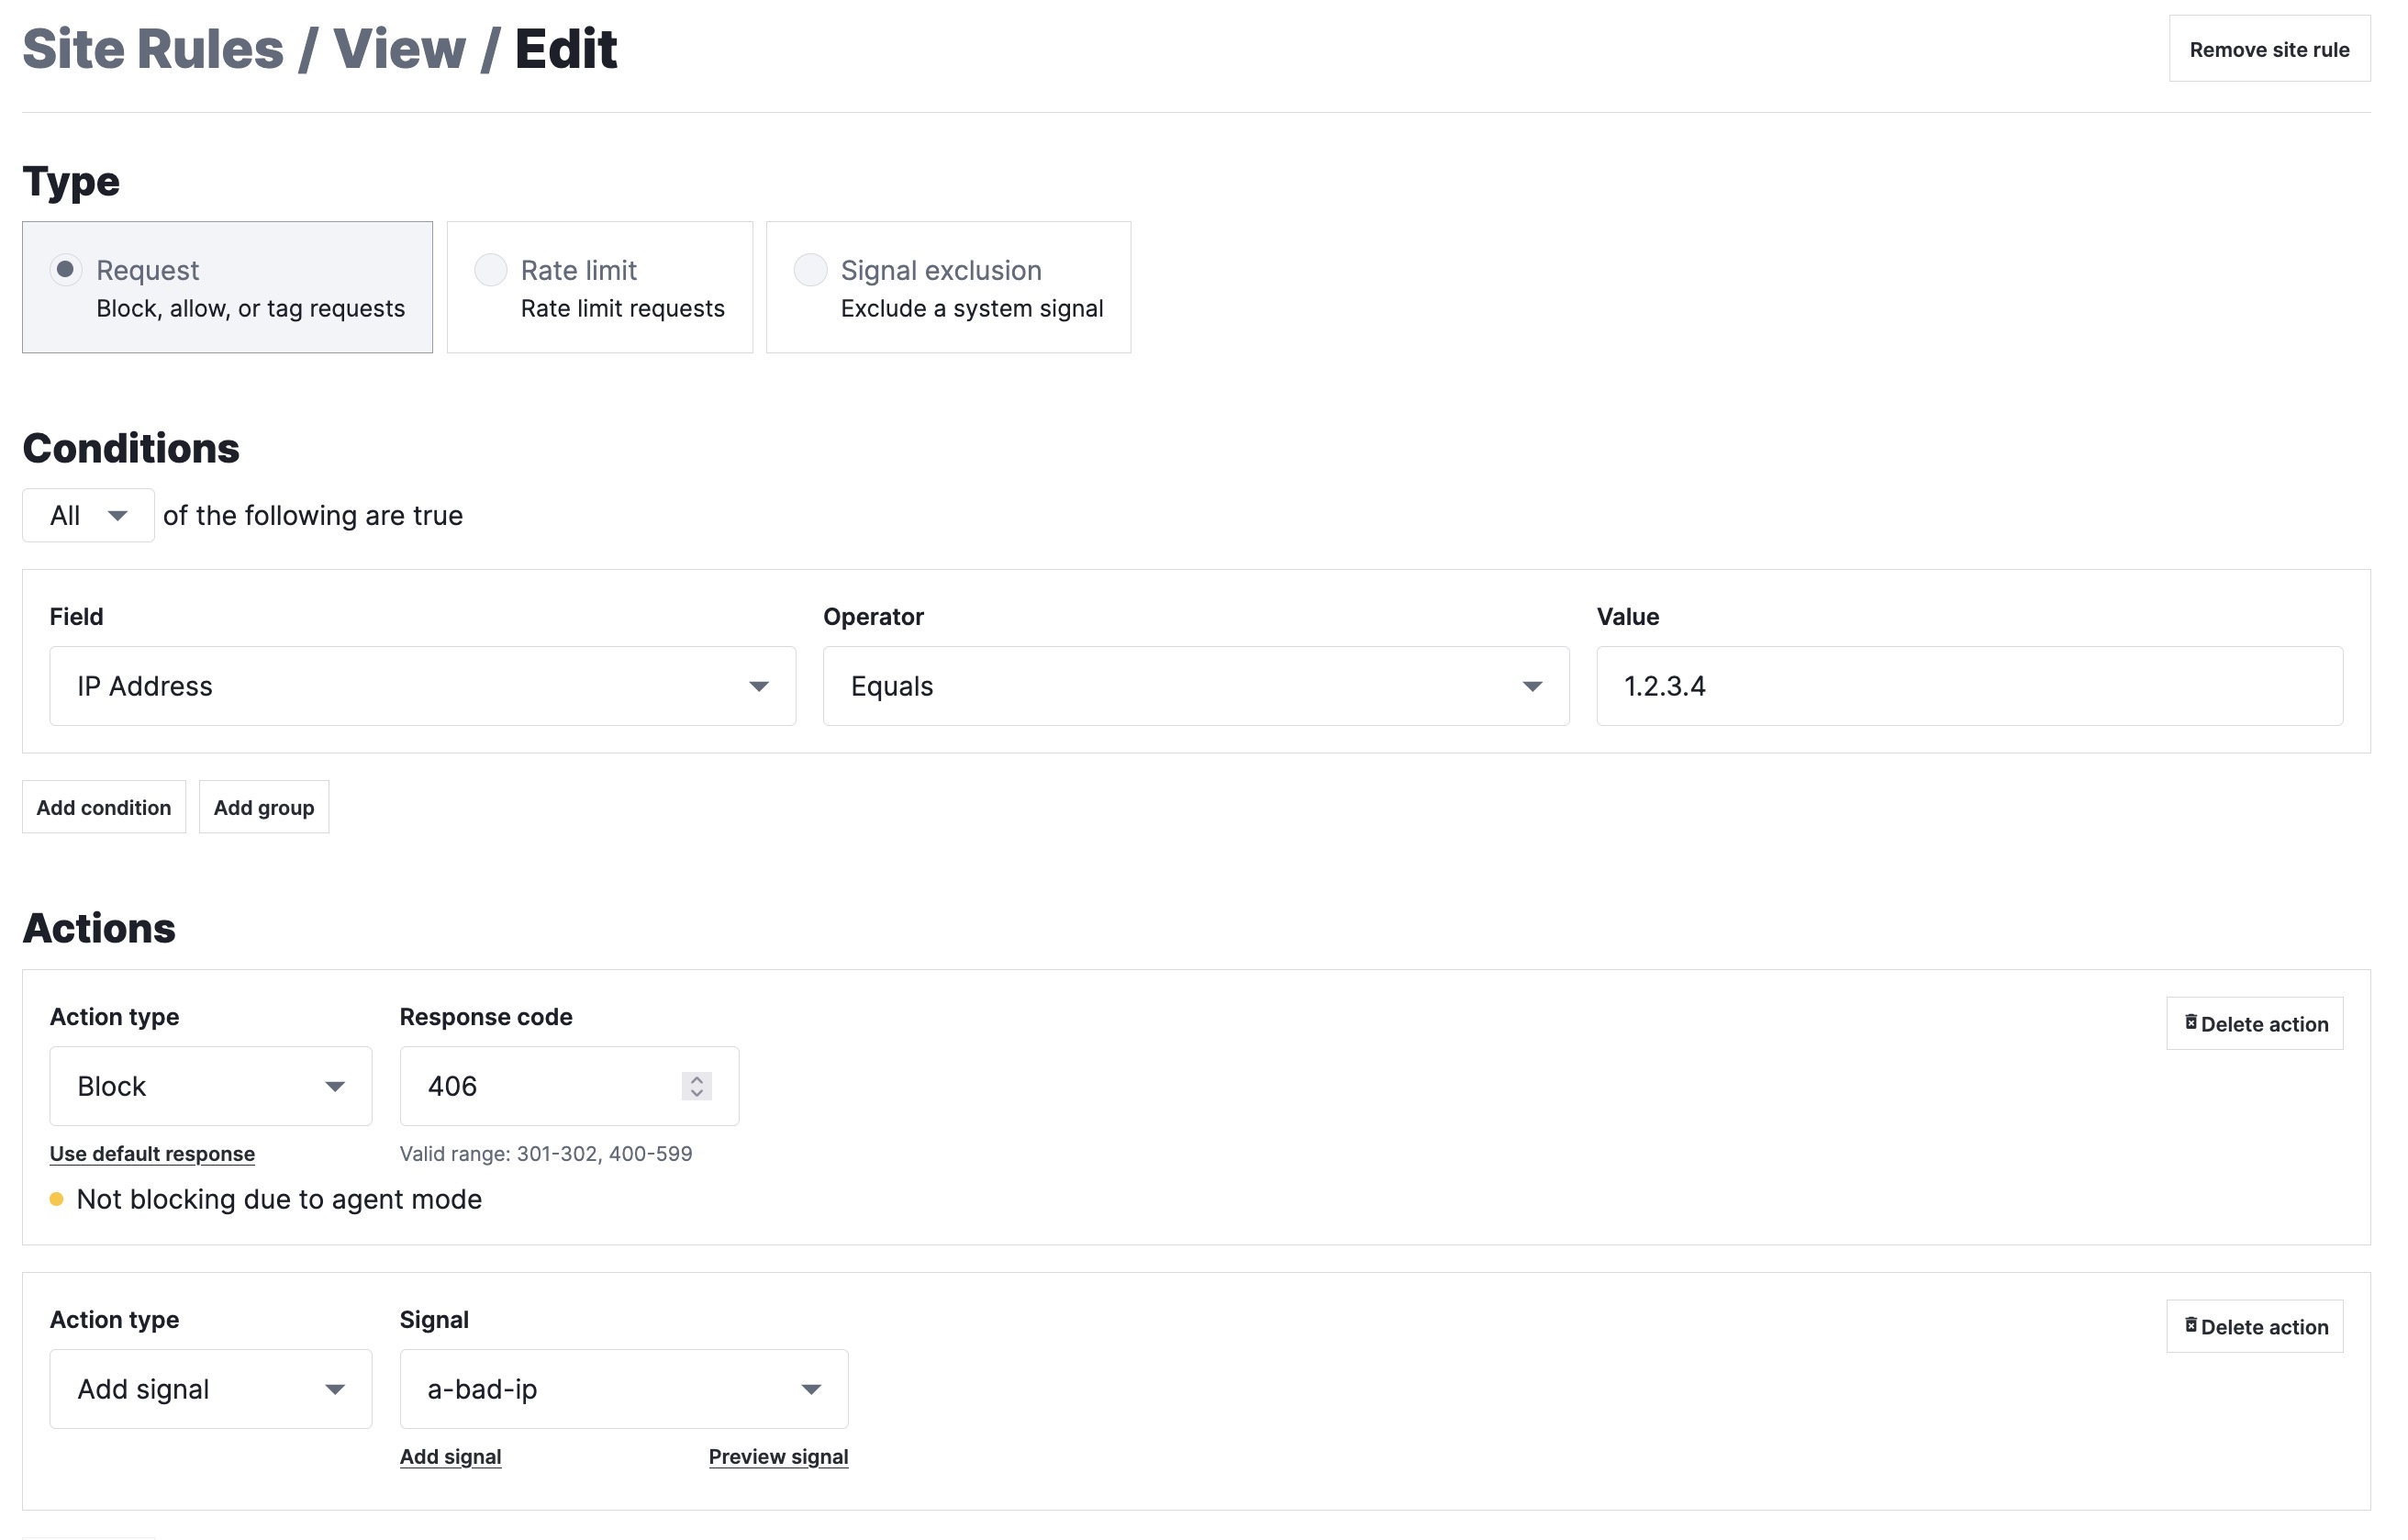 Site Rules / View / Edit
Remove site rule
Type
Request
Block, allow, or tag requests
Rate limit
Rate limit requests
Signal exclusion
Exclude a system signal
Conditions
All of the following are true
Field Operator Value
IP Address Equals 1.2.3.4
Add condition Add group
Actions
Action type Response code
Delete action
Block 406
Use default response Valid range: 301-302, 400-599
Not blocking due to agent mode
Action type Signal
Delete action
Add signal a-bad-ip
Add signal Preview signal